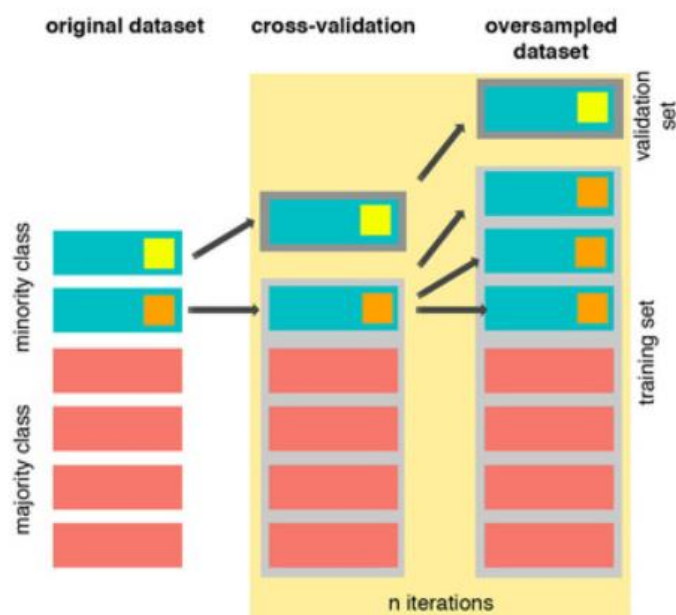 original dataset
cross-validation
oversampled
dataset
validation
set
minority class
majority class
training set
n iterations